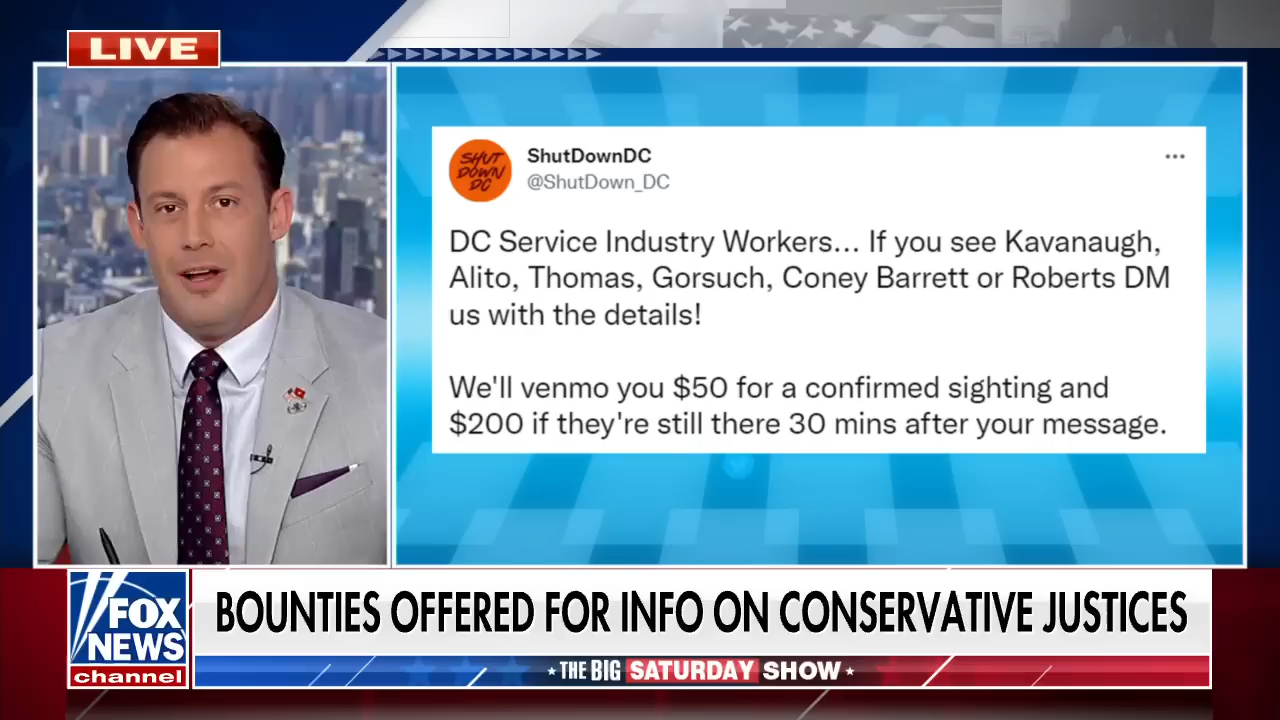 LIVE
SHUT
DOWN
DC
ShutDownDC
@ShutDown_DC
DC Service Industry Workers... If you see Kavanaugh,
Alito, Thomas, Gorsuch, Coney Barrett or Roberts DM
us with the details!
We'll venmo you $50 for a confirmed sighting and
$200 if they're still there 30 mins after your message.
FOX
NEWS
channel
BOUNTIES OFFERED FOR INFO ON CONSERVATIVE JUSTICES
THE BIG SATURDAY SHOW